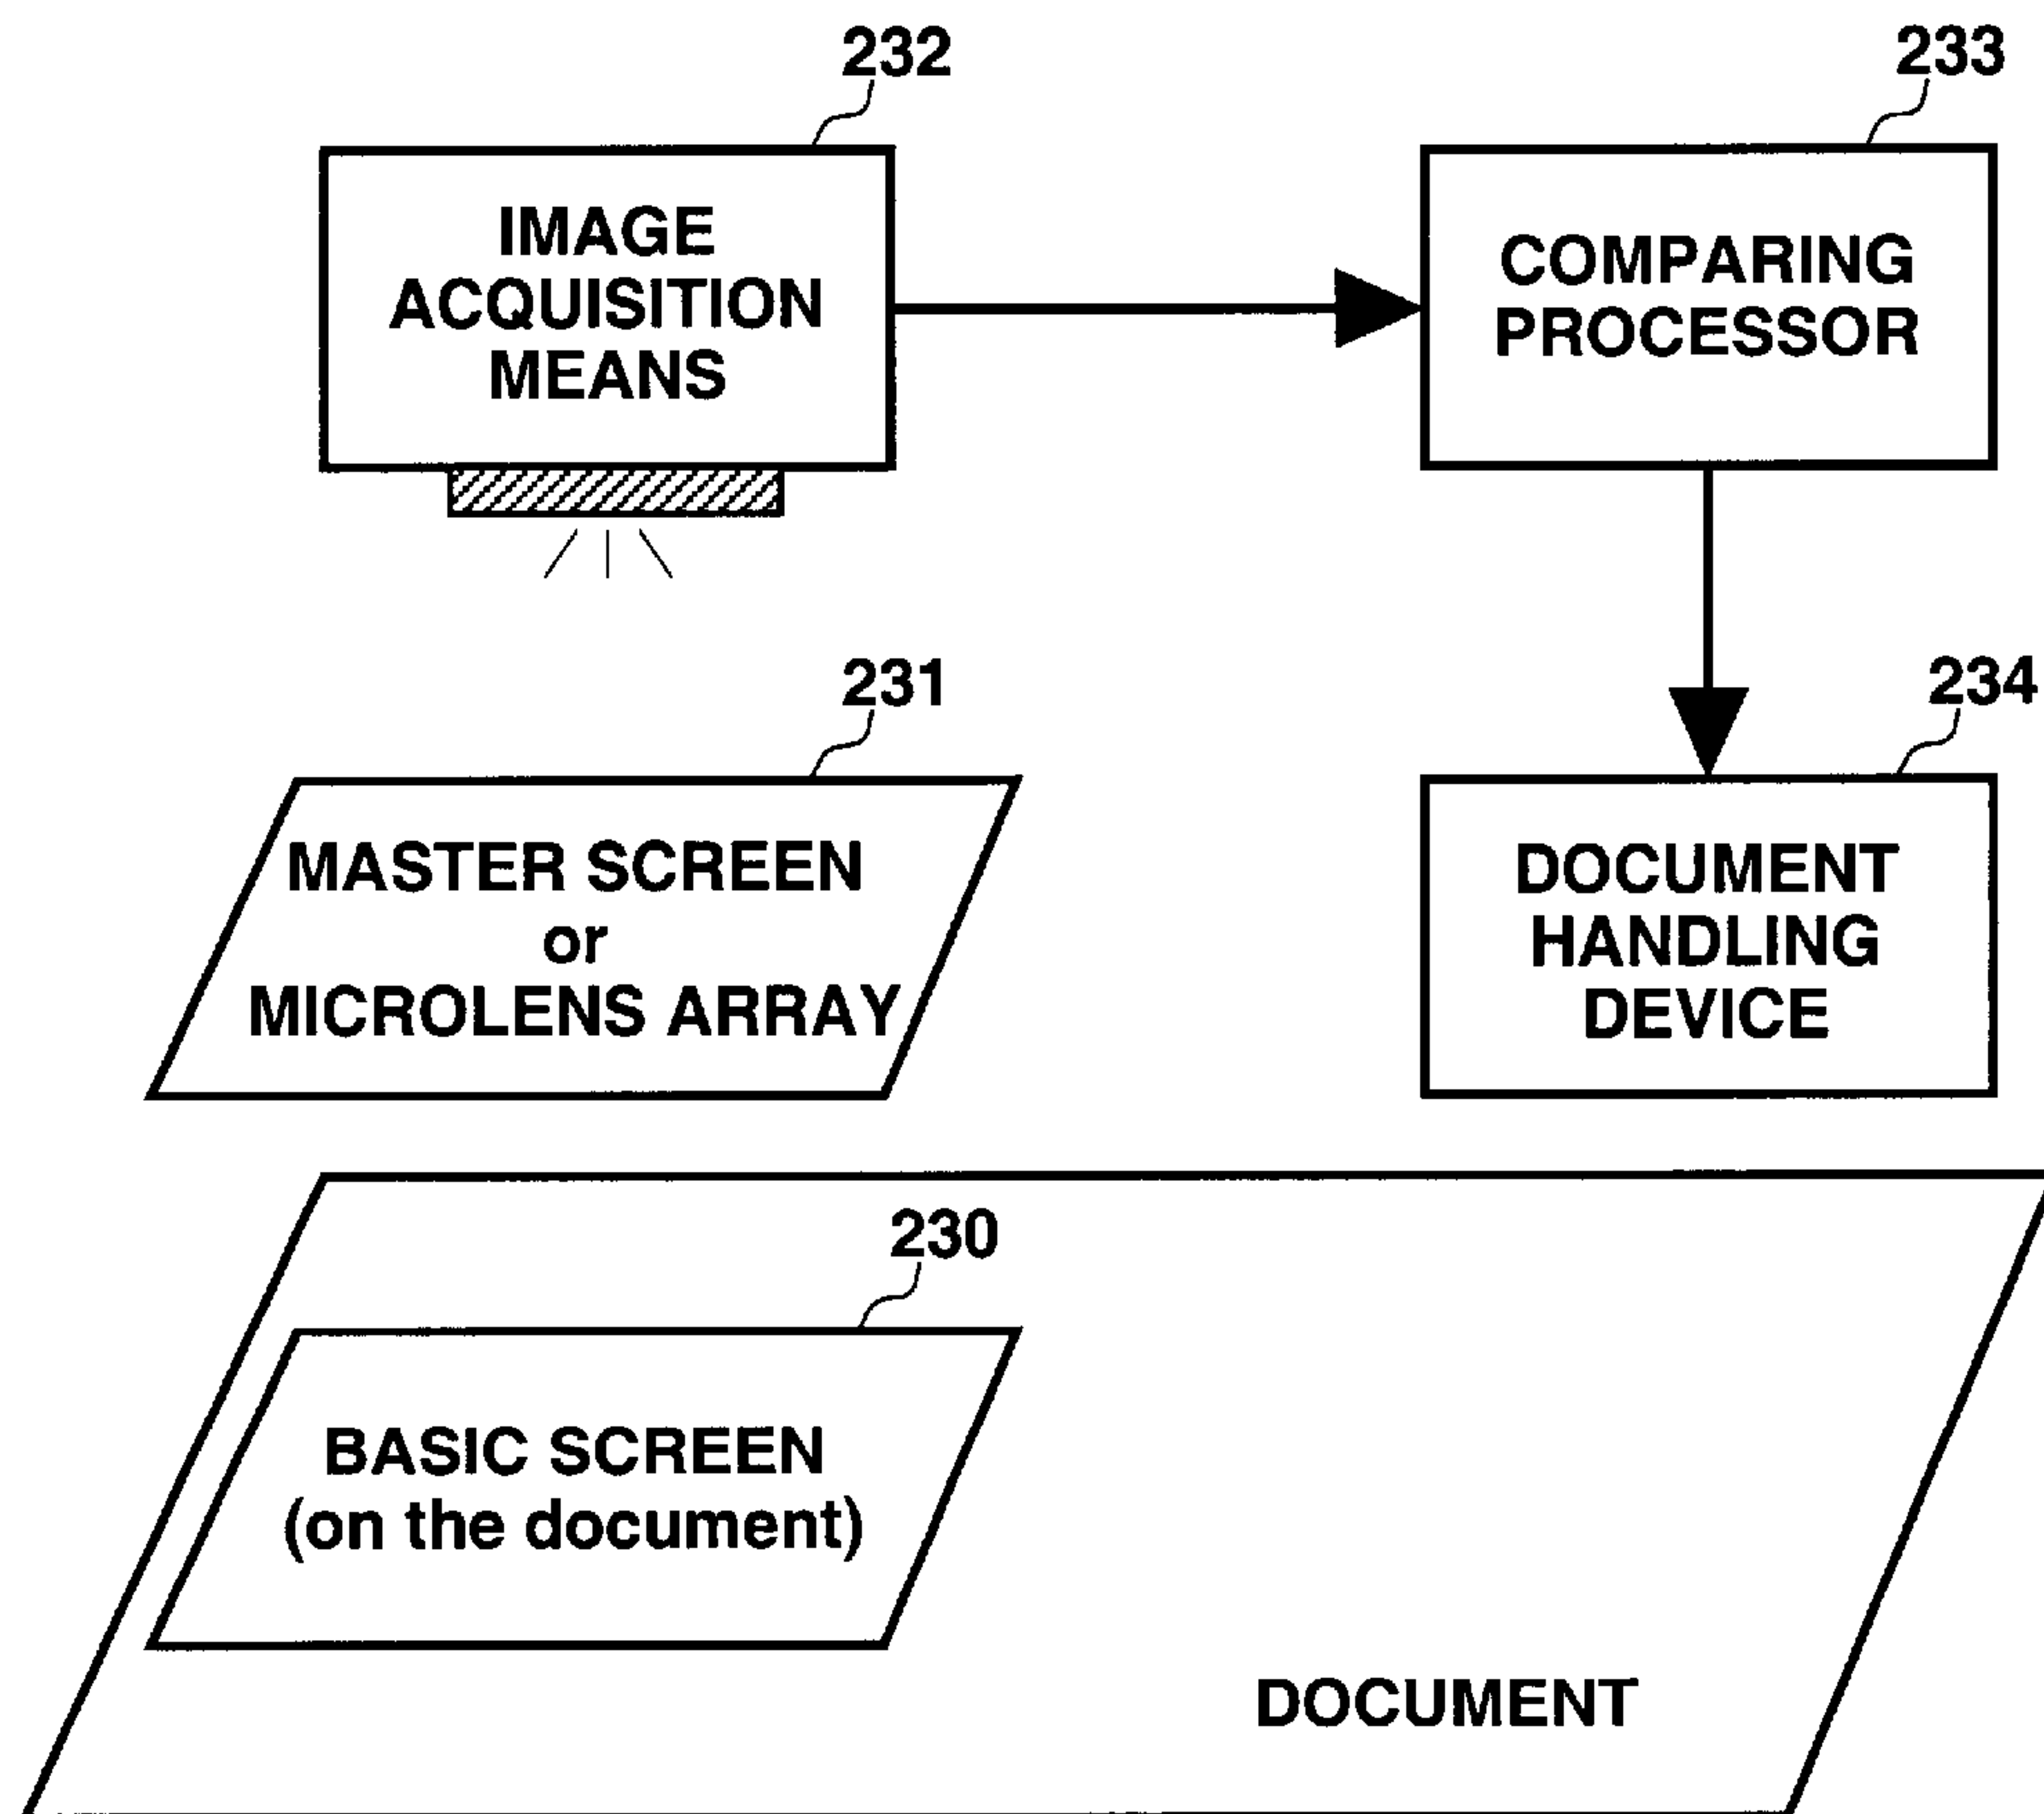 232
IMAGE
ACQUISITION
MEANS
233
COMPARING
PROCESSOR
231
MASTER SCREEN
or
MICROLENS ARRAY
234
DOCUMENT
HANDLING
DEVICE
230
BASIC SCREEN
(on the document)
DOCUMENT